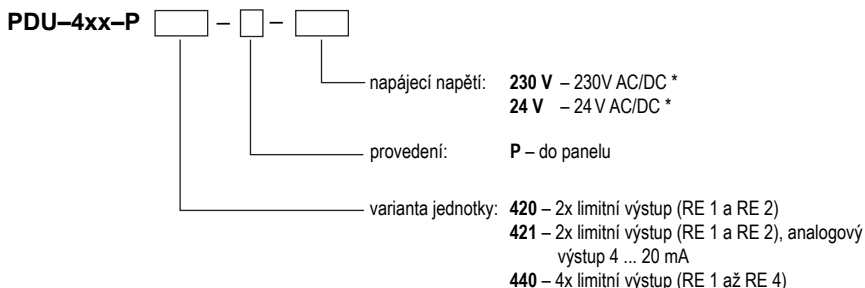 PDU–4xx–P – –
napájecí napětí: 230 V – 230V AC/DC *
24 V – 24 V AC/DC *
provedení: P – do panelu
varianta jednotky: 420 – 2x limitní výstup (RE 1 a RE 2)
421 – 2x limitní výstup (RE 1 a RE 2), analogový
výstup 4 ... 20 mA
440 – 4x limitní výstup (RE 1 až RE 4)